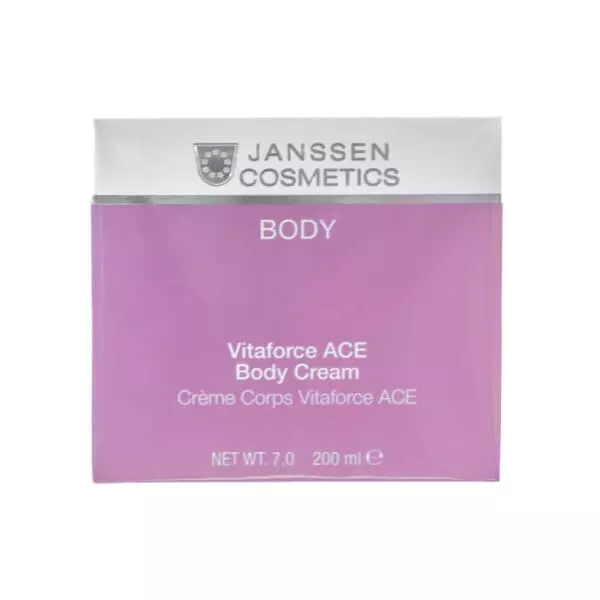 JANSSEN
COSMETICS
BODY
Vitaforce ACE
Body Cream
Crème Corps Vitaforce ACE
NET WT. 7.0   200 ml ℮